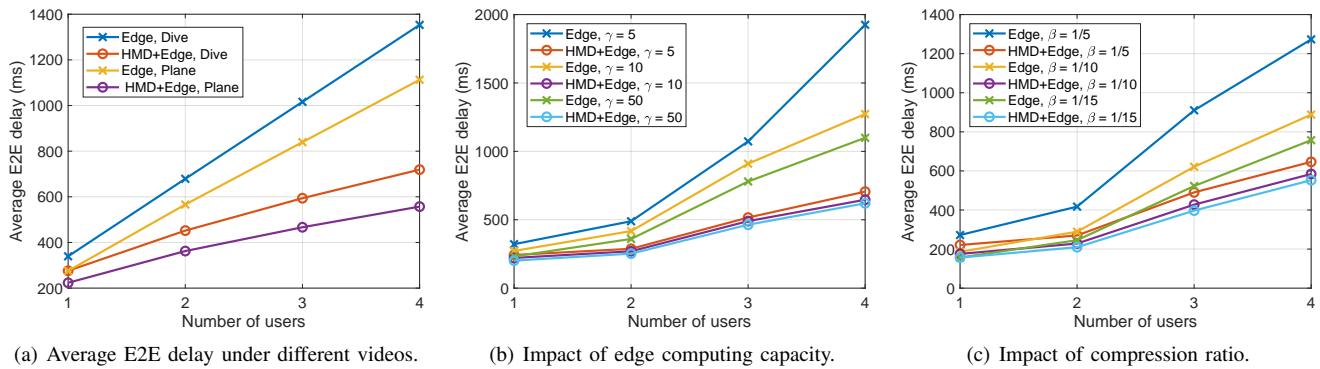 1400
1200
1000
800
600
400
200
1
2
3
4
Average E2E delay (ms)
Number of users
Edge, Dive
HMD+Edge, Dive
Edge, Plane
HMD+Edge, Plane
(a) Average E2E delay under different videos.
2000
1500
1000
500
0
1
2
3
4
Average E2E delay (ms)
Number of users
Edge, γ = 5
HMD+Edge, γ = 5
Edge, γ = 10
HMD+Edge, γ = 10
Edge, γ = 50
HMD+Edge, γ = 50
(b) Impact of edge computing capacity.
1400
1200
1000
800
600
400
200
0
1
2
3
4
Average E2E delay (ms)
Number of users
Edge, β = 1/5
HMD+Edge, β = 1/5
Edge, β = 1/10
HMD+Edge, β = 1/10
Edge, β = 1/15
HMD+Edge, β = 1/15
(c) Impact of compression ratio.